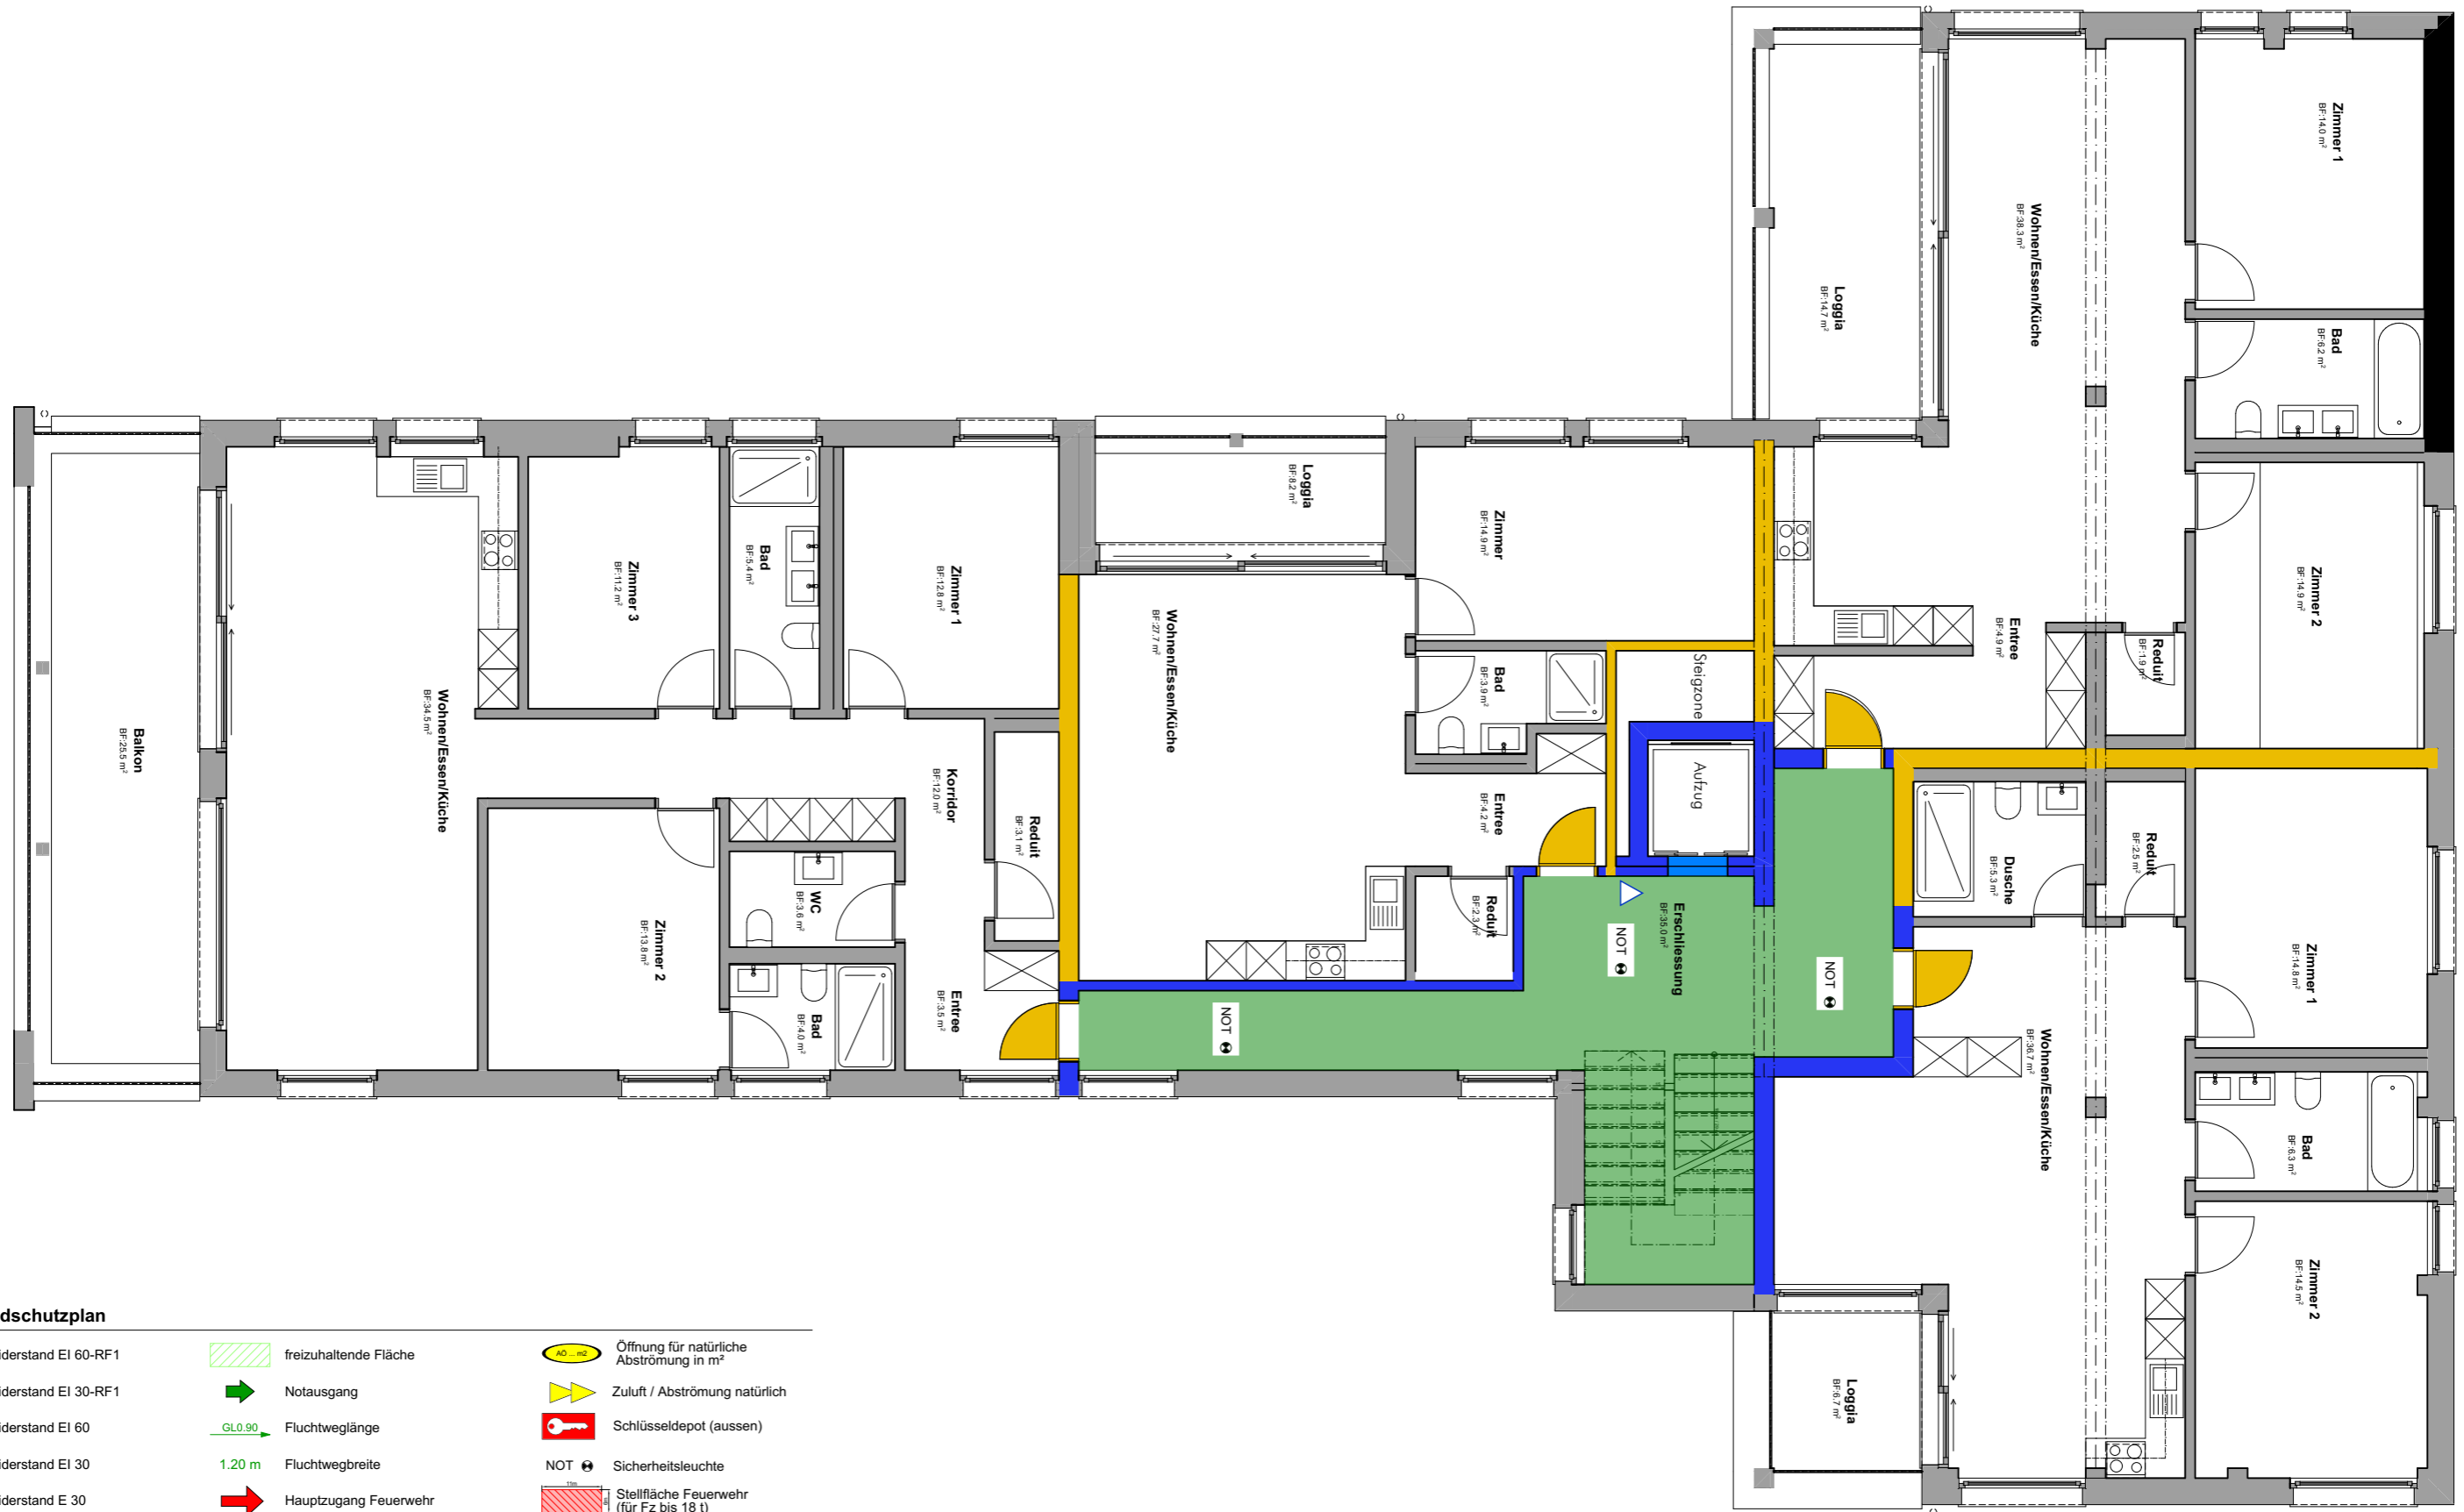 Zimmer 1
BF:14.0 m²
Wohnen/Essen/Küche
BF:38.3 m²
Loggia
BF:14.7 m²
Bad
BF:6.2 m²
Zimmer 2
BF:14.9 m²
Entree
BF:4.9 m²
Reduit
BF:1.9 m²
Loggia
BF:8.2 m²
Zimmer
BF:14.9 m²
Bad
BF:5.4 m²
Zimmer 3
BF:11.2 m²
Zimmer 1
BF:12.8 m²
Wohnen/Essen/Küche
BF:27.7 m²
Bad
BF:3.9 m²
Steigzone
Aufzug
Wohnen/Essen/Küche
BF:34.5 m²
Balkon
BF:25.5 m²
Korridor
BF:12.0 m²
Reduit
BF:3.1 m²
Entree
BF:4.2 m²
Reduit
BF:2.3 m²
Erschliessung
BF:35.0 m²
NOT
NOT
NOT
Dusche
BF:5.3 m²
Reduit
BF:2.5 m²
Zimmer 1
BF:14.8 m²
WC
BF:3.6 m²
Zimmer 2
BF:13.8 m²
Bad
BF:4.0 m²
Entree
BF:3.5 m²
Wohnen/Essen/Küche
BF:36.7 m²
Bad
BF:6.3 m²
Zimmer 2
BF:14.5 m²
Loggia
BF:6.7 m²
dschutzplan
iderstand EI 60-RF1
iderstand EI 30-RF1
iderstand EI 60
iderstand EI 30
iderstand E 30
freizuhaltende Fläche
Notausgang
GL0.90 Fluchtweglänge
1.20 m Fluchtwegbreite
Hauptzugang Feuerwehr
AÖ ... m2 Öffnung für natürliche
Abströmung in m²
Zuluft / Abströmung natürlich
Schlüsseldepot (aussen)
NOT Sicherheitsleuchte
11m
Stellfläche Feuerwehr
(für Fz bis 18 t)